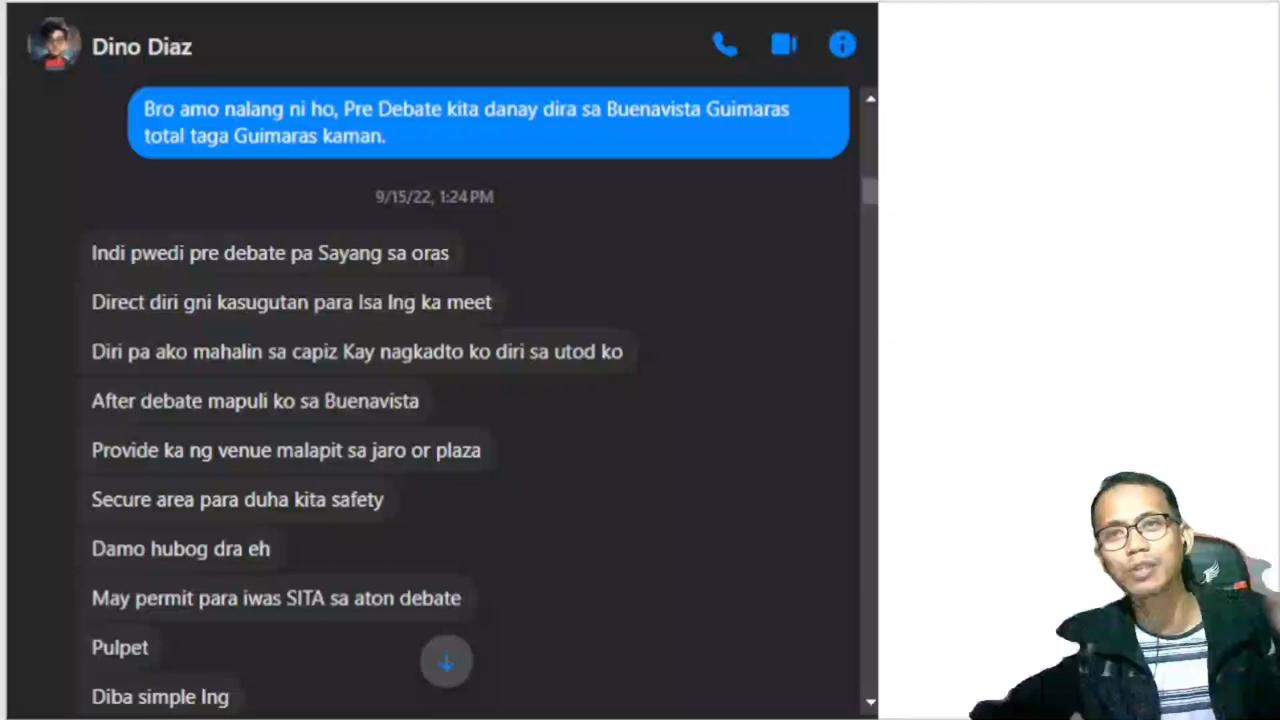 Dino Diaz
Bro amo nalang ni ho, Pre Debate kita danay dira sa Buenavista Guimaras
total taga Guimaras kaman.
9/15/22, 1:24 PM
Indi pwedi pre debate pa Sayang sa oras
Direct diri gni kasugutan para Isa lng ka meet
Diri pa ako mahalin sa capiz Kay nagkadto ko diri sa utod ko
After debate mapuli ko sa Buenavista
Provide ka ng venue malapit sa jaro or plaza
Secure area para duha kita safety
Damo hubog dra eh
May permit para iwas SITA sa aton debate
Pulpet
Diba simple lng